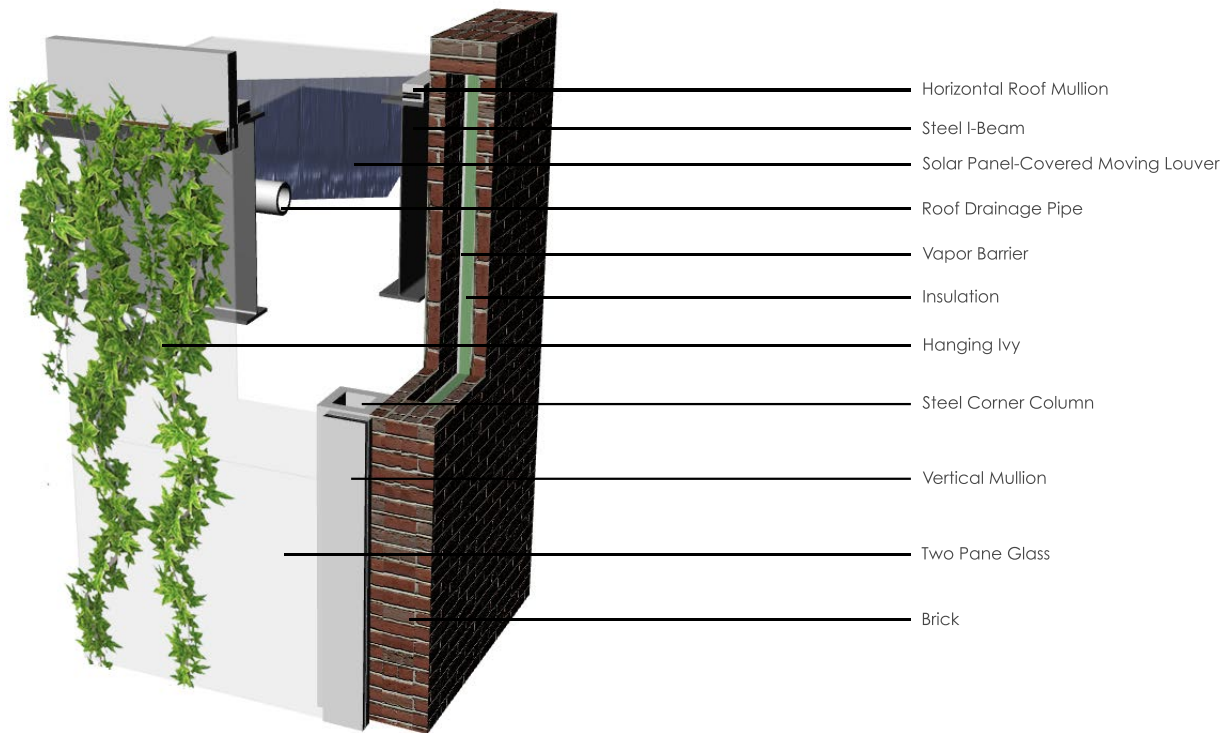 Horizontal Roof Mullion
Steel I-Beam
Solar Panel-Covered Moving Louver
Roof Drainage Pipe
Vapor Barrier
Insulation
Hanging Ivy
Steel Corner Column
Vertical Mullion
Two Pane Glass
Brick